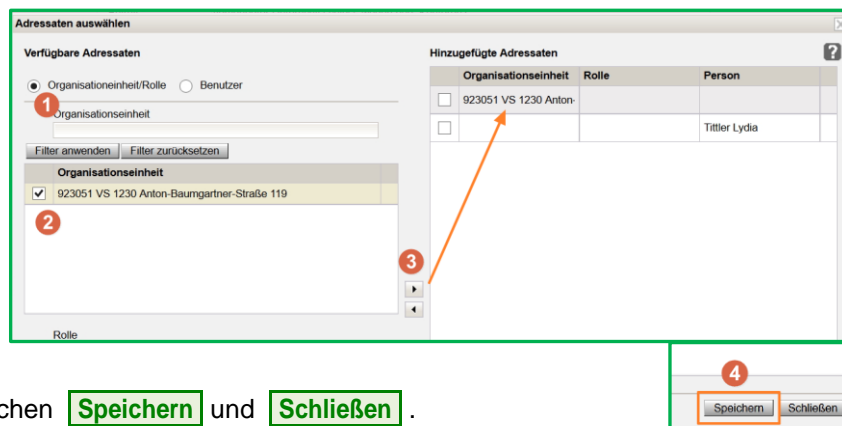 Adressaten auswählen
Verfügbare Adressaten
Organisationeinheit/Rolle Benutzer
1
Organisationseinheit
Filter anwenden Filter zurücksetzen
Organisationseinheit
923051 VS 1230 Anton-Baumgartner-Straße 119
2
3
Rolle
Hinzugefügte Adressaten ?
Organisationseinheit Rolle Person
923051 VS 1230 Anton-
Tittler Lydia
4
Speichern Schließen
chen Speichern und Schließen .